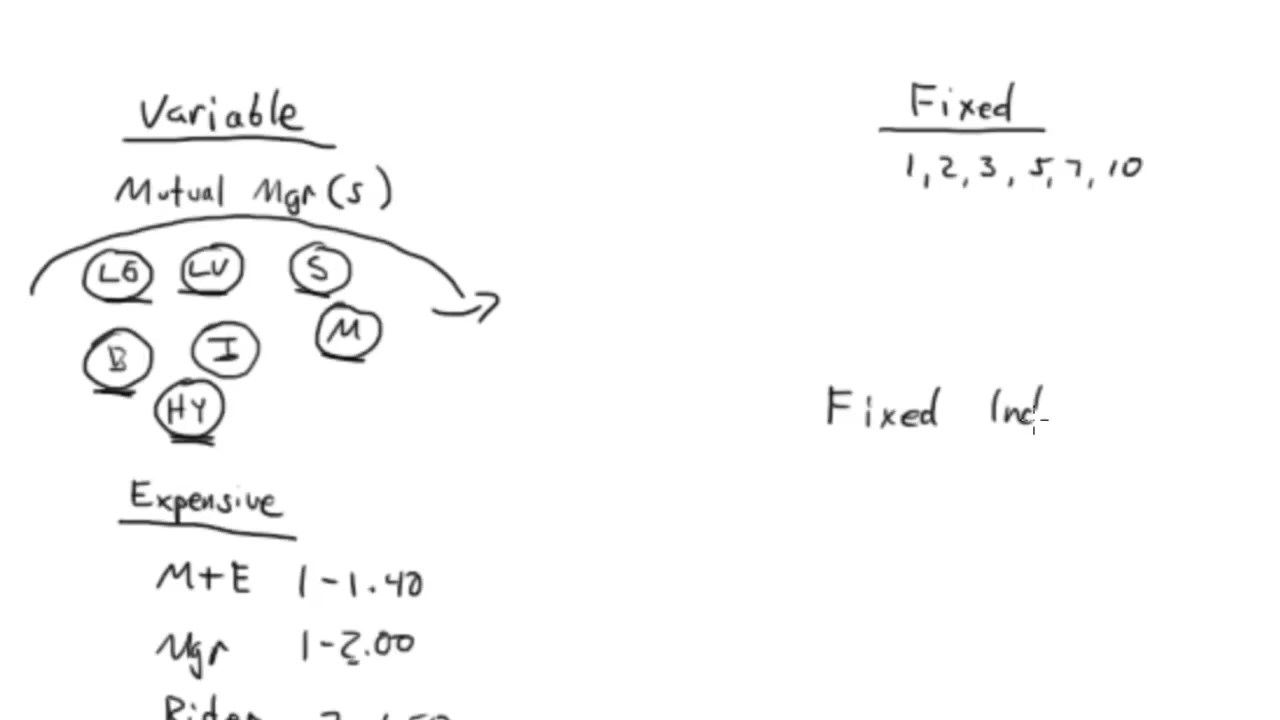 Variable
Mutual Mgr(s)
LG LV S
B I M
HY
Expensive
M+E 1-1.40
Mgr 1-2.00
Fixed
1, 2, 3, 5, 7, 10
Fixed Ind